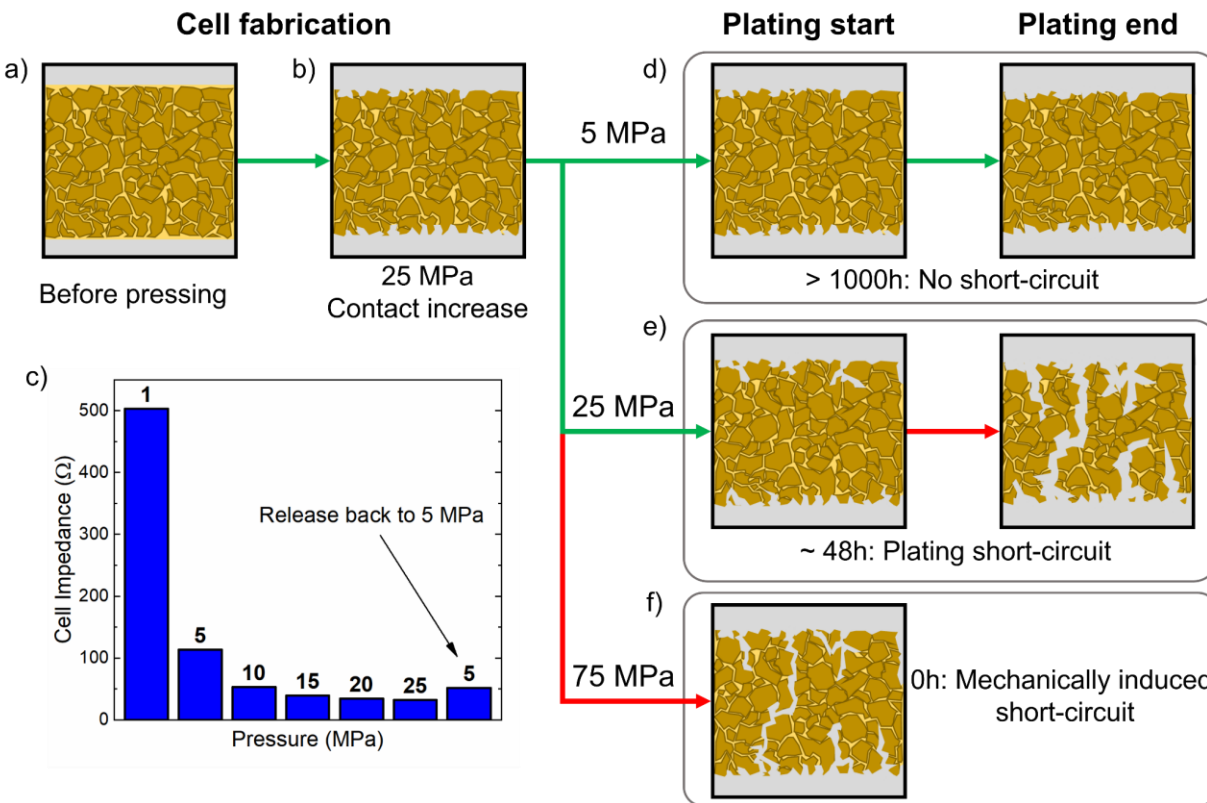 Cell fabrication
Plating start
Plating end
a)
b)
d)
5 MPa
Before pressing
25 MPa
Contact increase
> 1000h: No short-circuit
e)
25 MPa
~ 48h: Plating short-circuit
c)
Cell Impedance (Ω)
500
400
300
200
100
0
1
5
10
15
20
25
5
Release back to 5 MPa
Pressure (MPa)
f)
75 MPa
0h: Mechanically induced
short-circuit